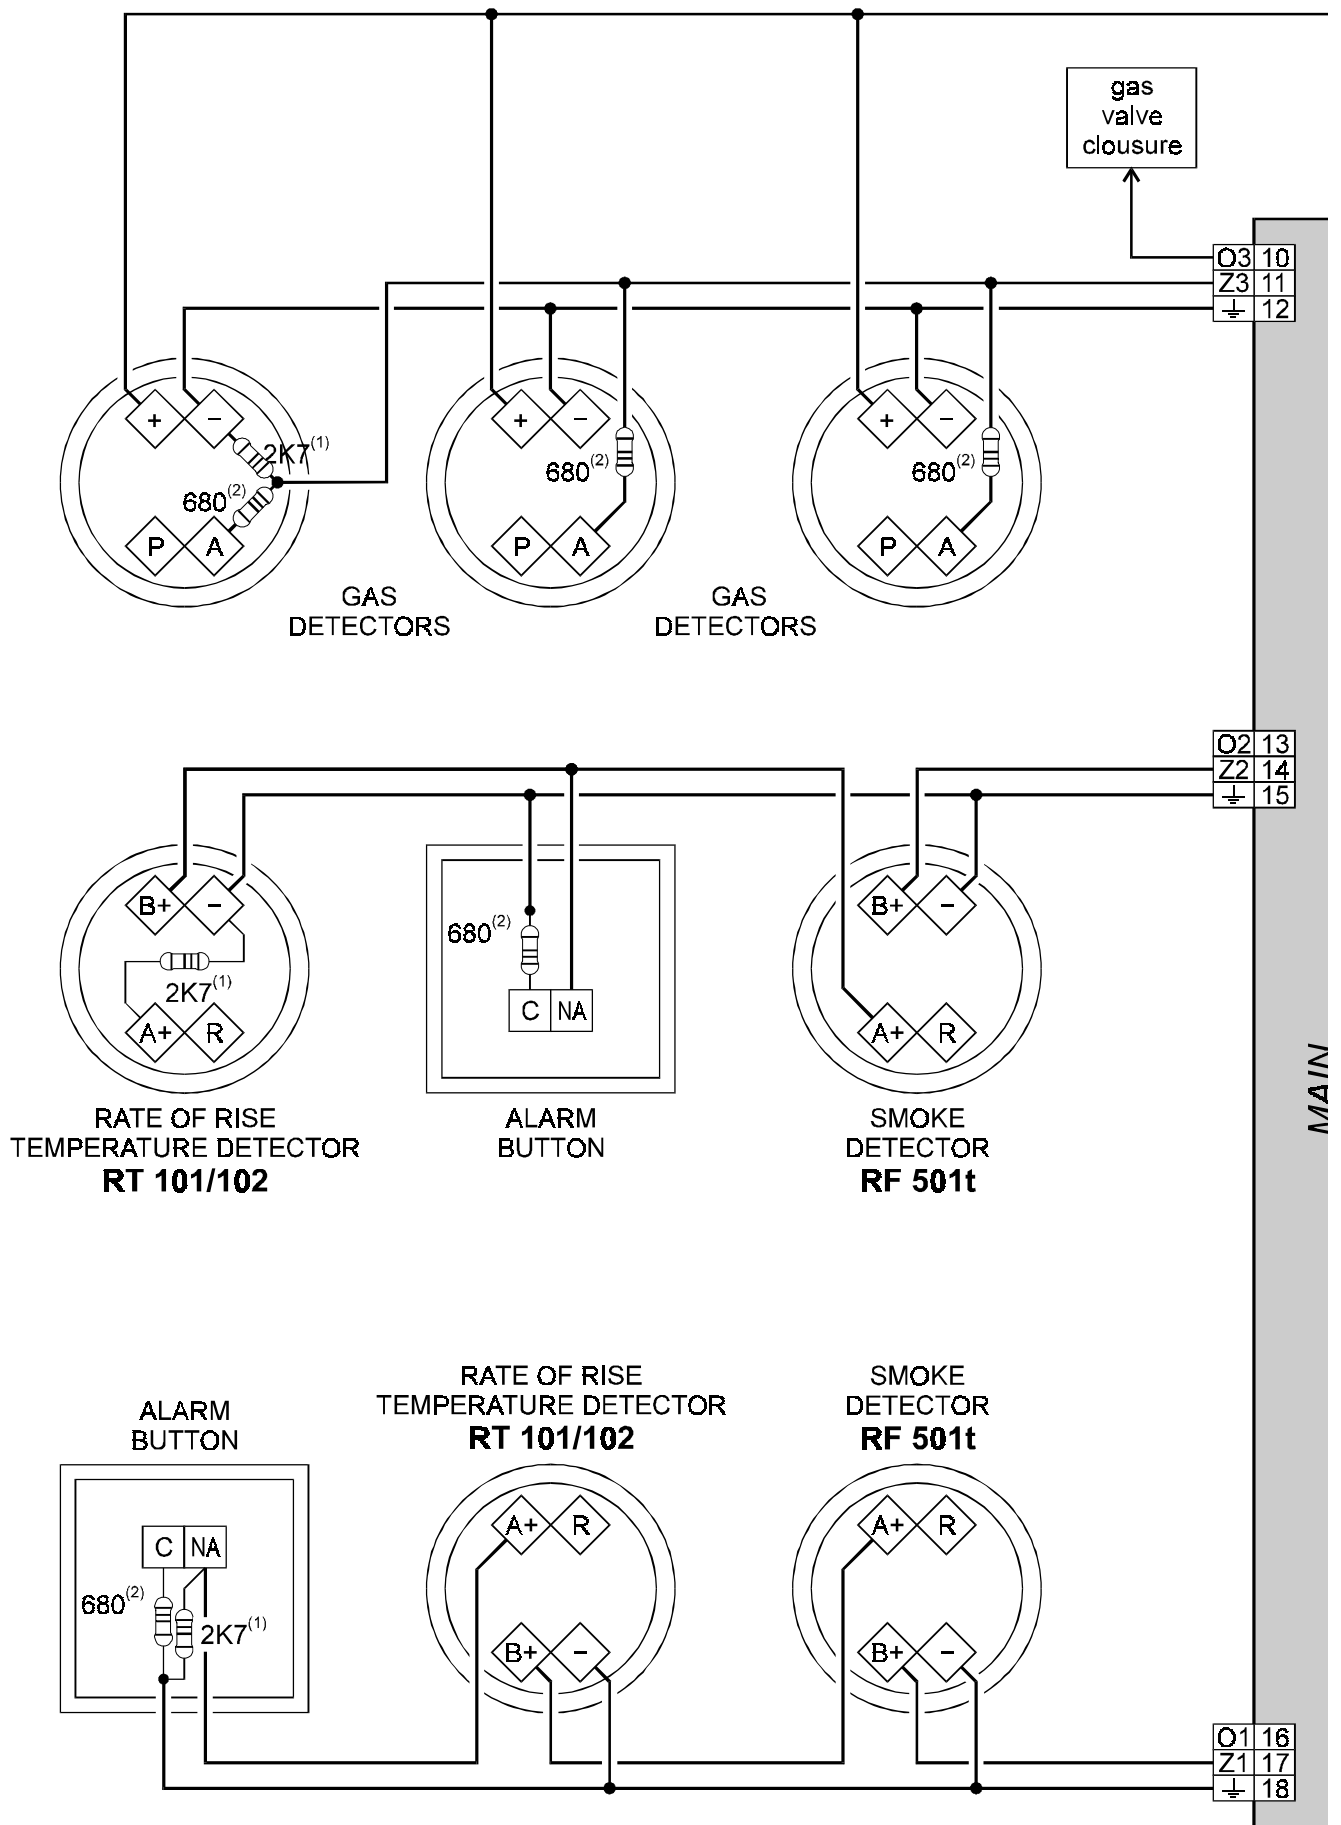 gas
valve
clousure
O3 10
Z3 11
⏚ 12
+ −
2K7(1)
680(2)
P A
+ −
680(2)
P A
+ −
680(2)
P A
GAS
DETECTORS
GAS
DETECTORS
O2 13
Z2 14
⏚ 15
B+ −
2K7(1)
A+ R
680(2)
C NA
B+ −
A+ R
RATE OF RISE
TEMPERATURE DETECTOR
RT 101/102
ALARM
BUTTON
SMOKE
DETECTOR
RF 501t
MAIN
ALARM
BUTTON
RATE OF RISE
TEMPERATURE DETECTOR
RT 101/102
SMOKE
DETECTOR
RF 501t
C NA
680(2)
2K7(1)
A+ R
B+ −
A+ R
B+ −
O1 16
Z1 17
⏚ 18